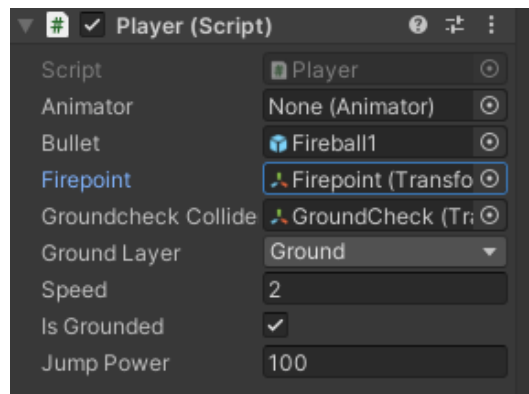 # Player (Script)
Script Player
Animator None (Animator)
Bullet Fireball1
Firepoint Firepoint (Transfo
Groundcheck Collide GroundCheck (Tra
Ground Layer Ground
Speed 2
Is Grounded
Jump Power 100